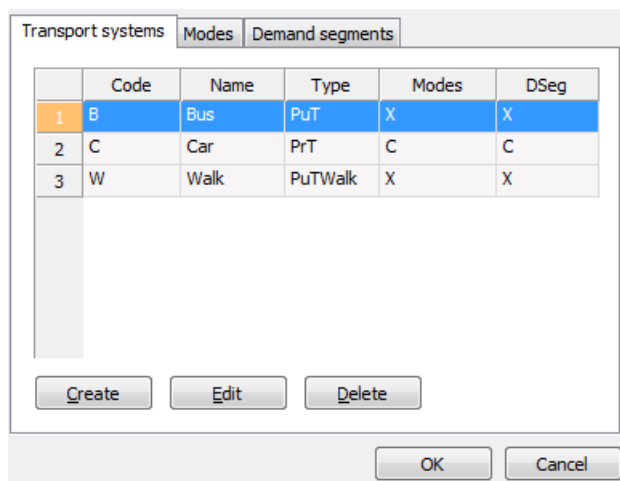 Transport systems Modes Demand segments
Code Name Type Modes DSeg
1 B Bus PuT X X
2 C Car PrT C C
3 W Walk PuTWalk X X
Create Edit Delete
OK Cancel